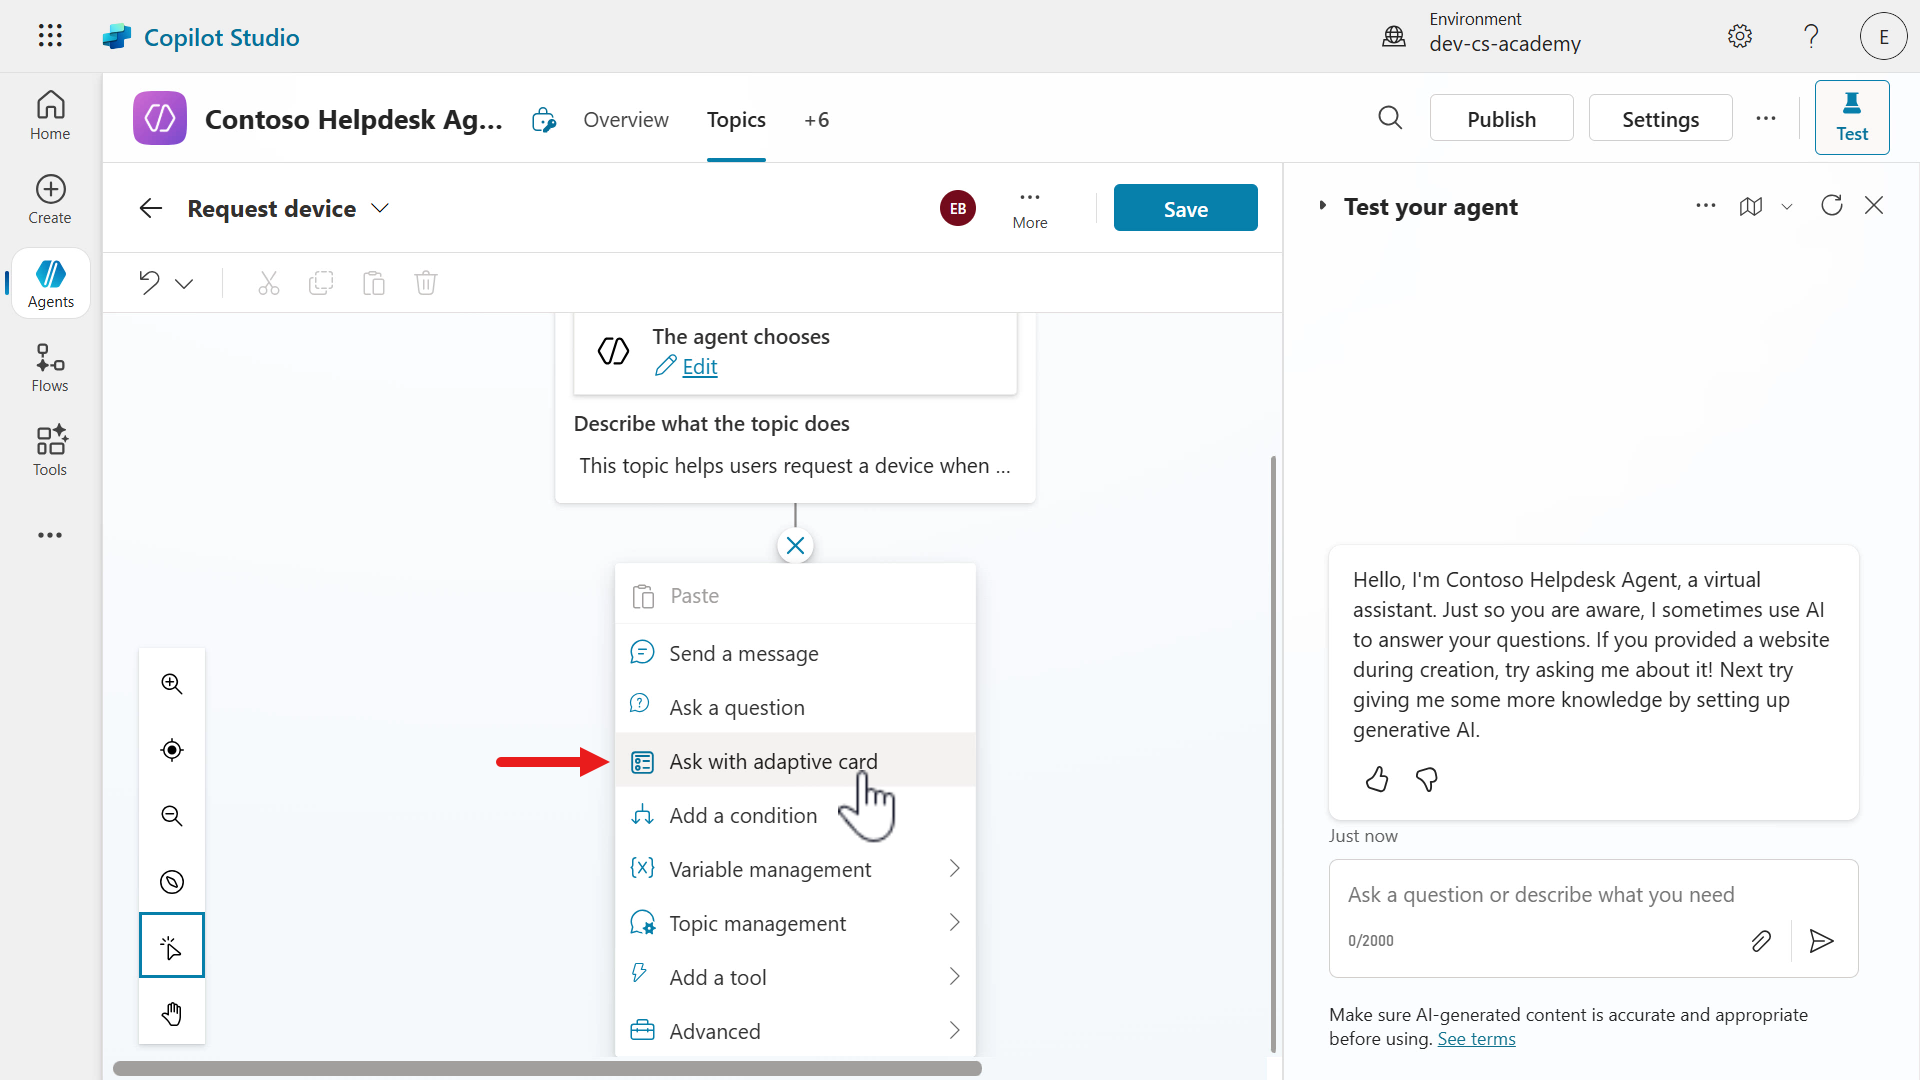 Copilot Studio
Environment
dev-cs-academy
E
Home
Create
Agents
Flows
Tools
Contoso Helpdesk Ag...
Overview
Topics
+6
Publish
Settings
Test
Request device
EB
More
Save
The agent chooses
Edit
Describe what the topic does
This topic helps users request a device when ...
Paste
Send a message
Ask a question
Ask with adaptive card
Add a condition
Variable management
Topic management
Add a tool
Advanced
Test your agent
Hello, I'm Contoso Helpdesk Agent, a virtual
assistant. Just so you are aware, I sometimes use AI
to answer your questions. If you provided a website
during creation, try asking me about it! Next try
giving me some more knowledge by setting up
generative AI.
Just now
Ask a question or describe what you need
0/2000
Make sure AI-generated content is accurate and appropriate
before using. See terms